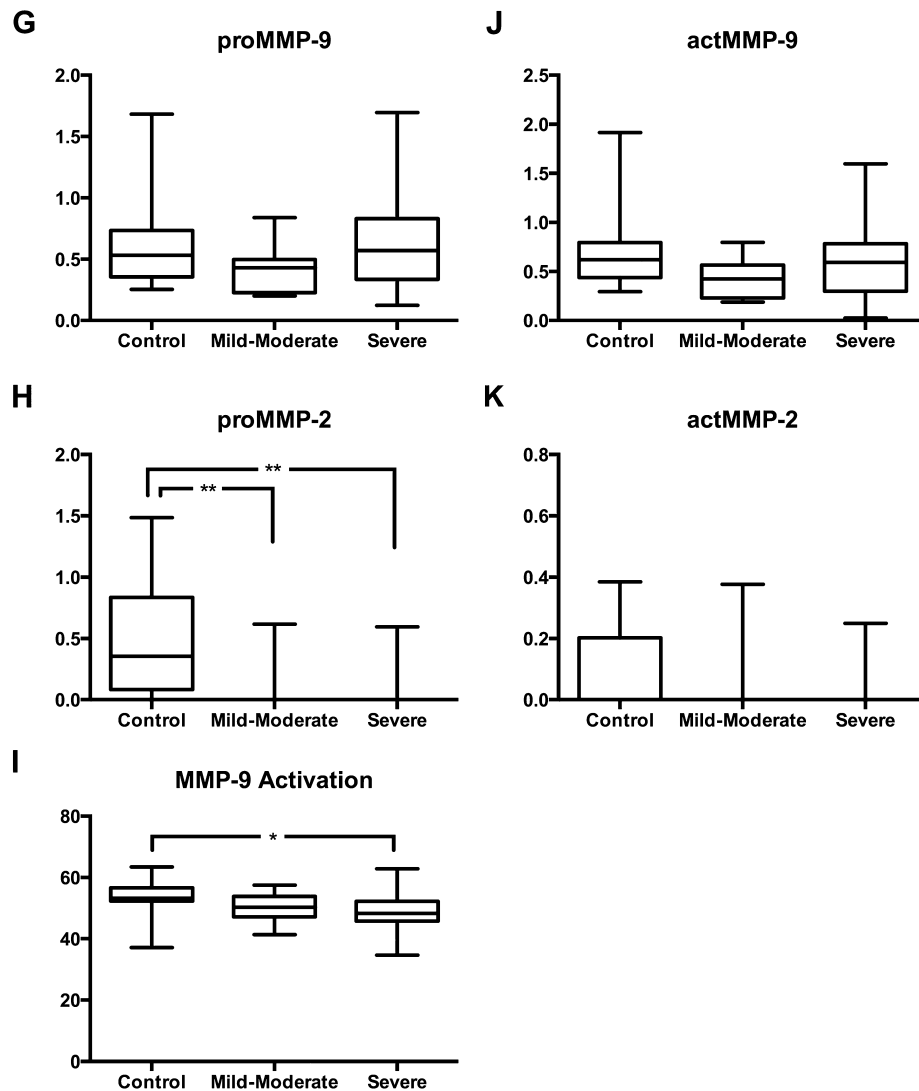 G
proMMP-9
2.0
1.5
1.0
0.5
0.0
Control Mild-Moderate Severe
J
actMMP-9
2.5
2.0
1.5
1.0
0.5
0.0
Control Mild-Moderate Severe
H
proMMP-2
2.0
1.5
1.0
0.5
0.0
**
**
Control Mild-Moderate Severe
K
actMMP-2
0.8
0.6
0.4
0.2
0.0
Control Mild-Moderate Severe
I
MMP-9 Activation
80
60
40
20
0
*
Control Mild-Moderate Severe